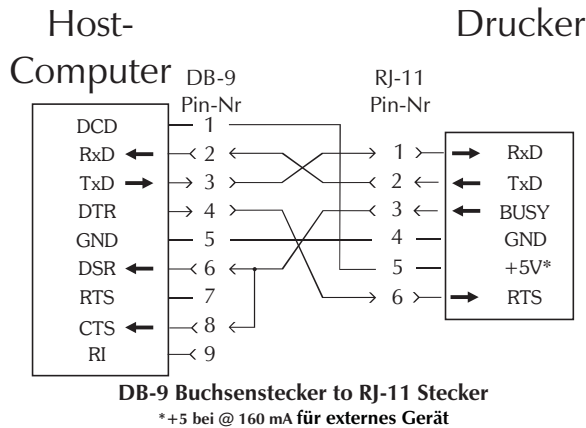 Host-
Computer
Drucker
DB-9
Pin-Nr
RJ-11
Pin-Nr
DCD 1
RxD 2 1 RxD
TxD 3 2 TxD
DTR 4 3 BUSY
GND 5 4 GND
DSR 6 5 +5V*
RTS 7 6 RTS
CTS 8
RI 9
DB-9 Buchsenstecker to RJ-11 Stecker
*+5 bei @ 160 mA für externes Gerät